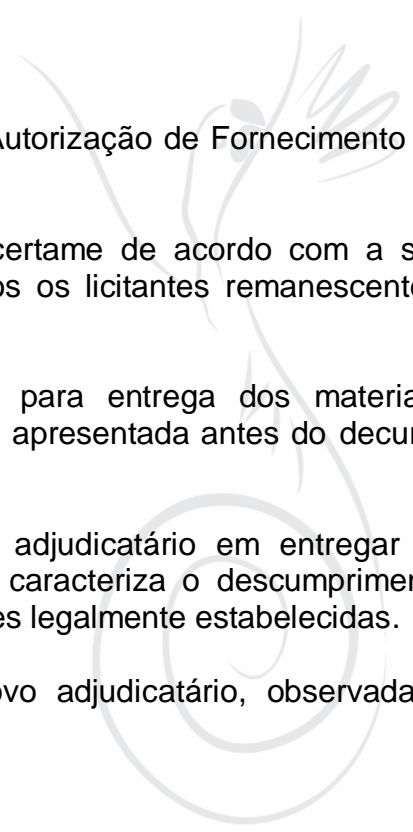 Autorização de Fornecimento
certame de acordo com a s
os os licitantes remanescente
para entrega dos materia
apresentada antes do decur
adjudicatário em entregar
caracteriza o descumprimen
es legalmente estabelecidas.
ovo adjudicatário, observada